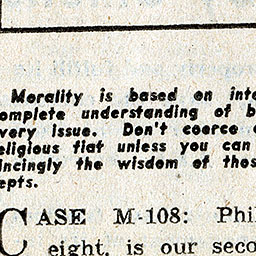 Morality is based on inte
omplete understanding of b
very issue. Don't coerce o
eligious fiat unless you can
incingly the wisdom of thos
epts.
CASE M-108: Phil
eight, is our seco